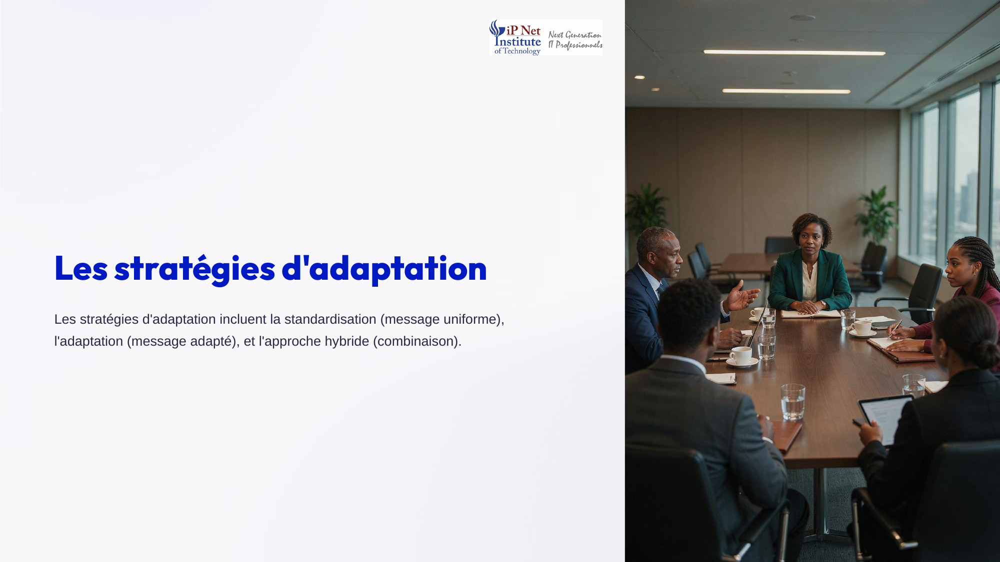 iP Net
Institute
of Technology
Next Generation
IT Professionnels
Les stratégies d'adaptation
Les stratégies d'adaptation incluent la standardisation (message uniforme),
l'adaptation (message adapté), et l'approche hybride (combinaison).